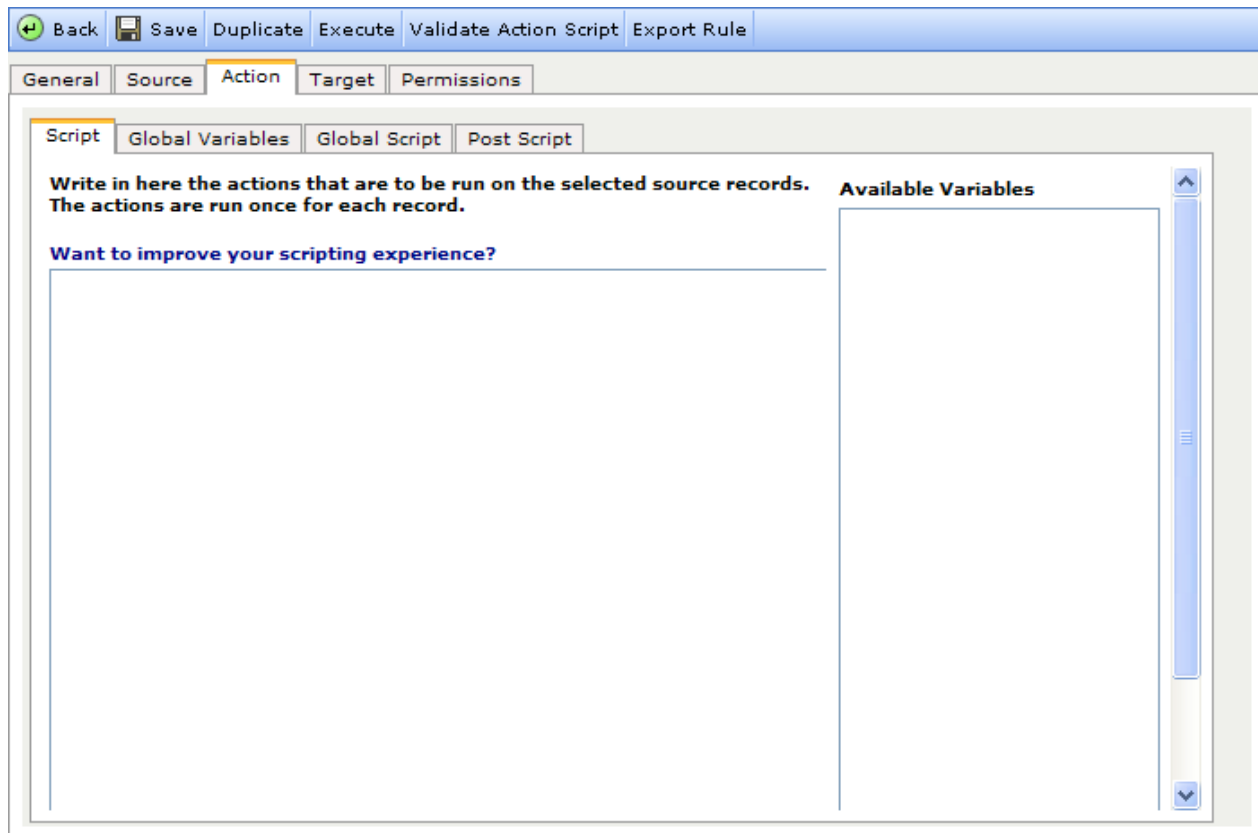 Back Save Duplicate Execute Validate Action Script Export Rule
General Source Action Target Permissions
Script Global Variables Global Script Post Script
Write in here the actions that are to be run on the selected source records.
The actions are run once for each record.
Available Variables
Want to improve your scripting experience?